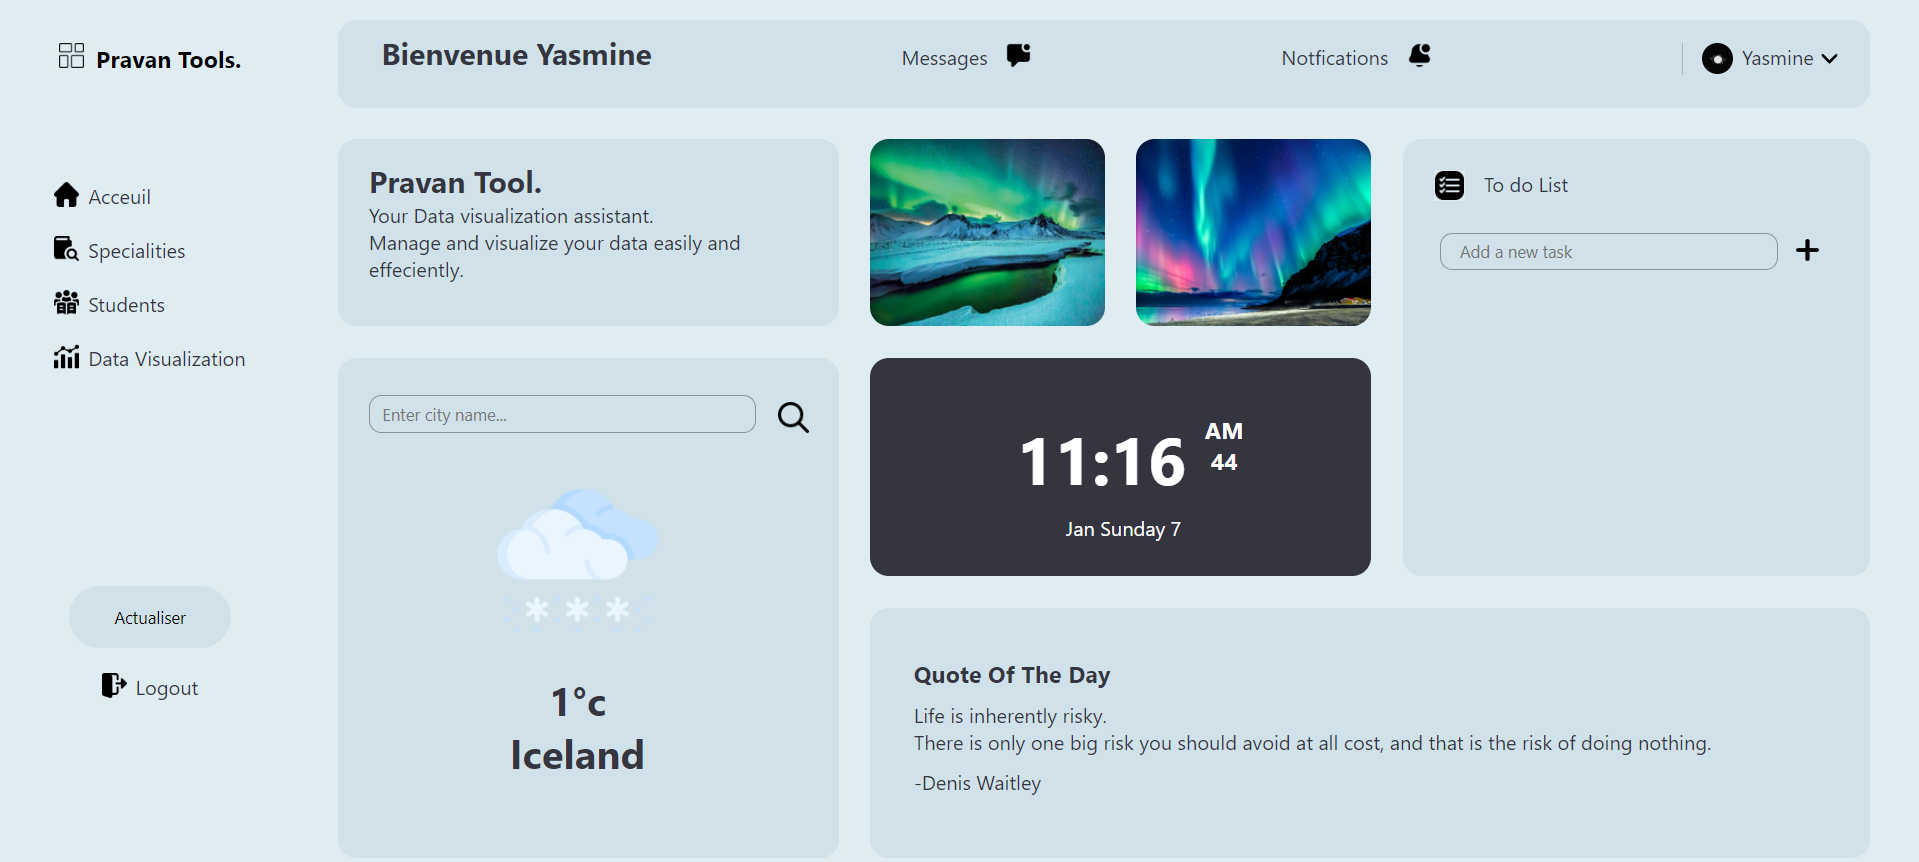 Pravan Tools.
Bienvenue Yasmine
Messages
Notfications
Yasmine
Acceuil
Specialities
Students
Data Visualization
Actualiser
Logout
Pravan Tool.
Your Data visualization assistant.
Manage and visualize your data easily and
effeciently.
To do List
Add a new task
Enter city name...
1°c
Iceland
11:16 AM
44
Jan Sunday 7
Quote Of The Day
Life is inherently risky.
There is only one big risk you should avoid at all cost, and that is the risk of doing nothing.
-Denis Waitley